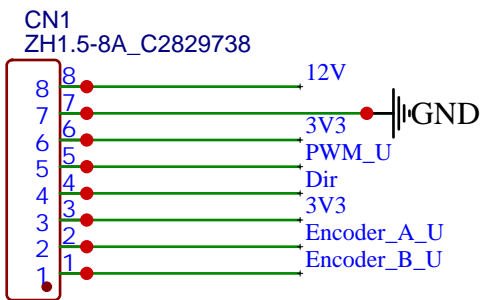 CN1
ZH1.5-8A_C2829738
8 8 12V
7 7 GND
6 6 3V3
5 5 PWM_U
4 4 Dir
3 3 3V3
2 2 Encoder_A_U
1 1 Encoder_B_U